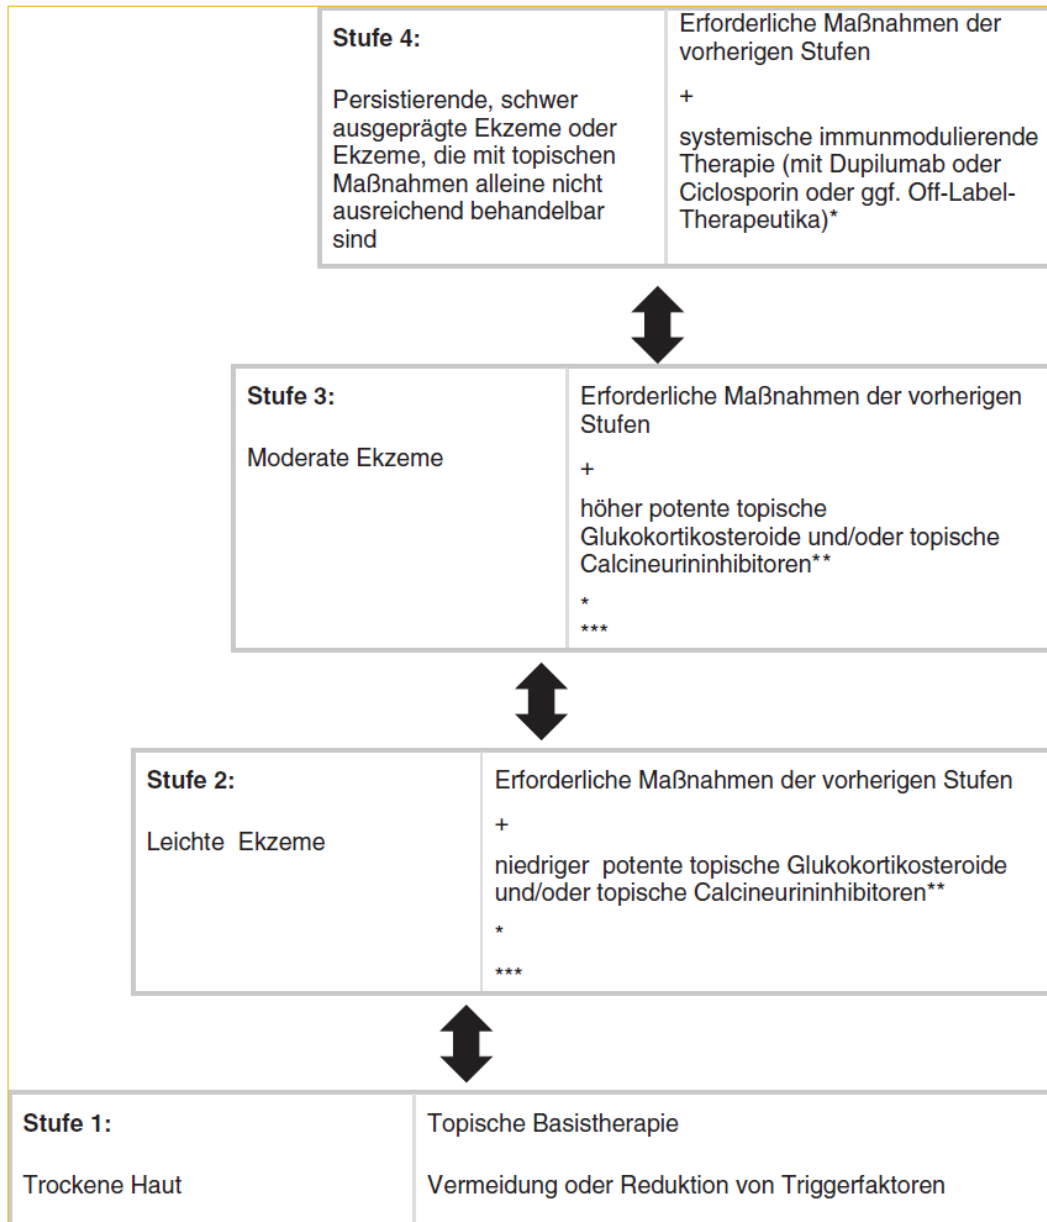 Stufe 4:
Persistierende, schwer
ausgeprägte Ekzeme oder
Ekzeme, die mit topischen
Maßnahmen alleine nicht
ausreichend behandelbar
sind
Erforderliche Maßnahmen der
vorherigen Stufen
+
systemische immunmodulierende
Therapie (mit Dupilumab oder
Ciclosporin oder ggf. Off-Label-
Therapeutika)*
Stufe 3:
Moderate Ekzeme
Erforderliche Maßnahmen der vorherigen
Stufen
+
höher potente topische
Glukokortikosteroide und/oder topische
Calcineurininhibitoren**
*
***
Stufe 2:
Leichte Ekzeme
Erforderliche Maßnahmen der vorherigen Stufen
+
niedriger potente topische Glukokortikosteroide
und/oder topische Calcineurininhibitoren**
*
***
Stufe 1:
Trockene Haut
Topische Basistherapie
Vermeidung oder Reduktion von Triggerfaktoren